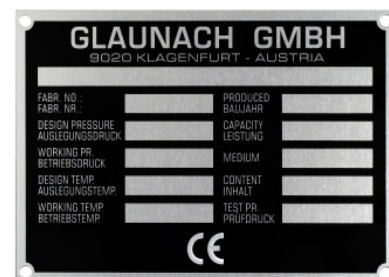 GLAUNACH GMBH
9020 KLAGENFURT - AUSTRIA
FABR. NO.:
FABR. NR.:
PRODUCED
BAUJAHR
DESIGN PRESSURE
AUSLEGUNGSDRUCK
CAPACITY
LEISTUNG
WORKING PR.
BETRIEBSDRUCK
MEDIUM
DESIGN TEMP.
AUSLEGUNGSTEMP.
CONTENT
INHALT
WORKING TEMP.
BETRIEBSTEMP.
TEST PR.
PRÜFDRUCK
CE